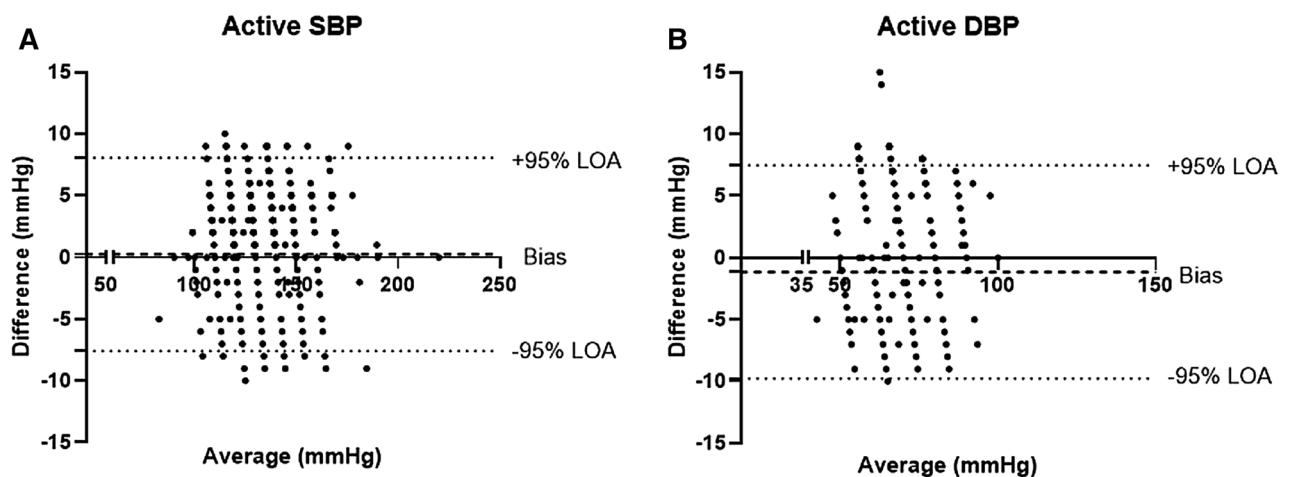 A
Active SBP
15
10
5
0
-5
-10
-15
Difference (mmHg)
50
100
150
200
250
+95% LOA
Bias
-95% LOA
Average (mmHg)
B
Active DBP
15
10
5
0
-5
-10
-15
Difference (mmHg)
35
50
100
150
+95% LOA
Bias
-95% LOA
Average (mmHg)